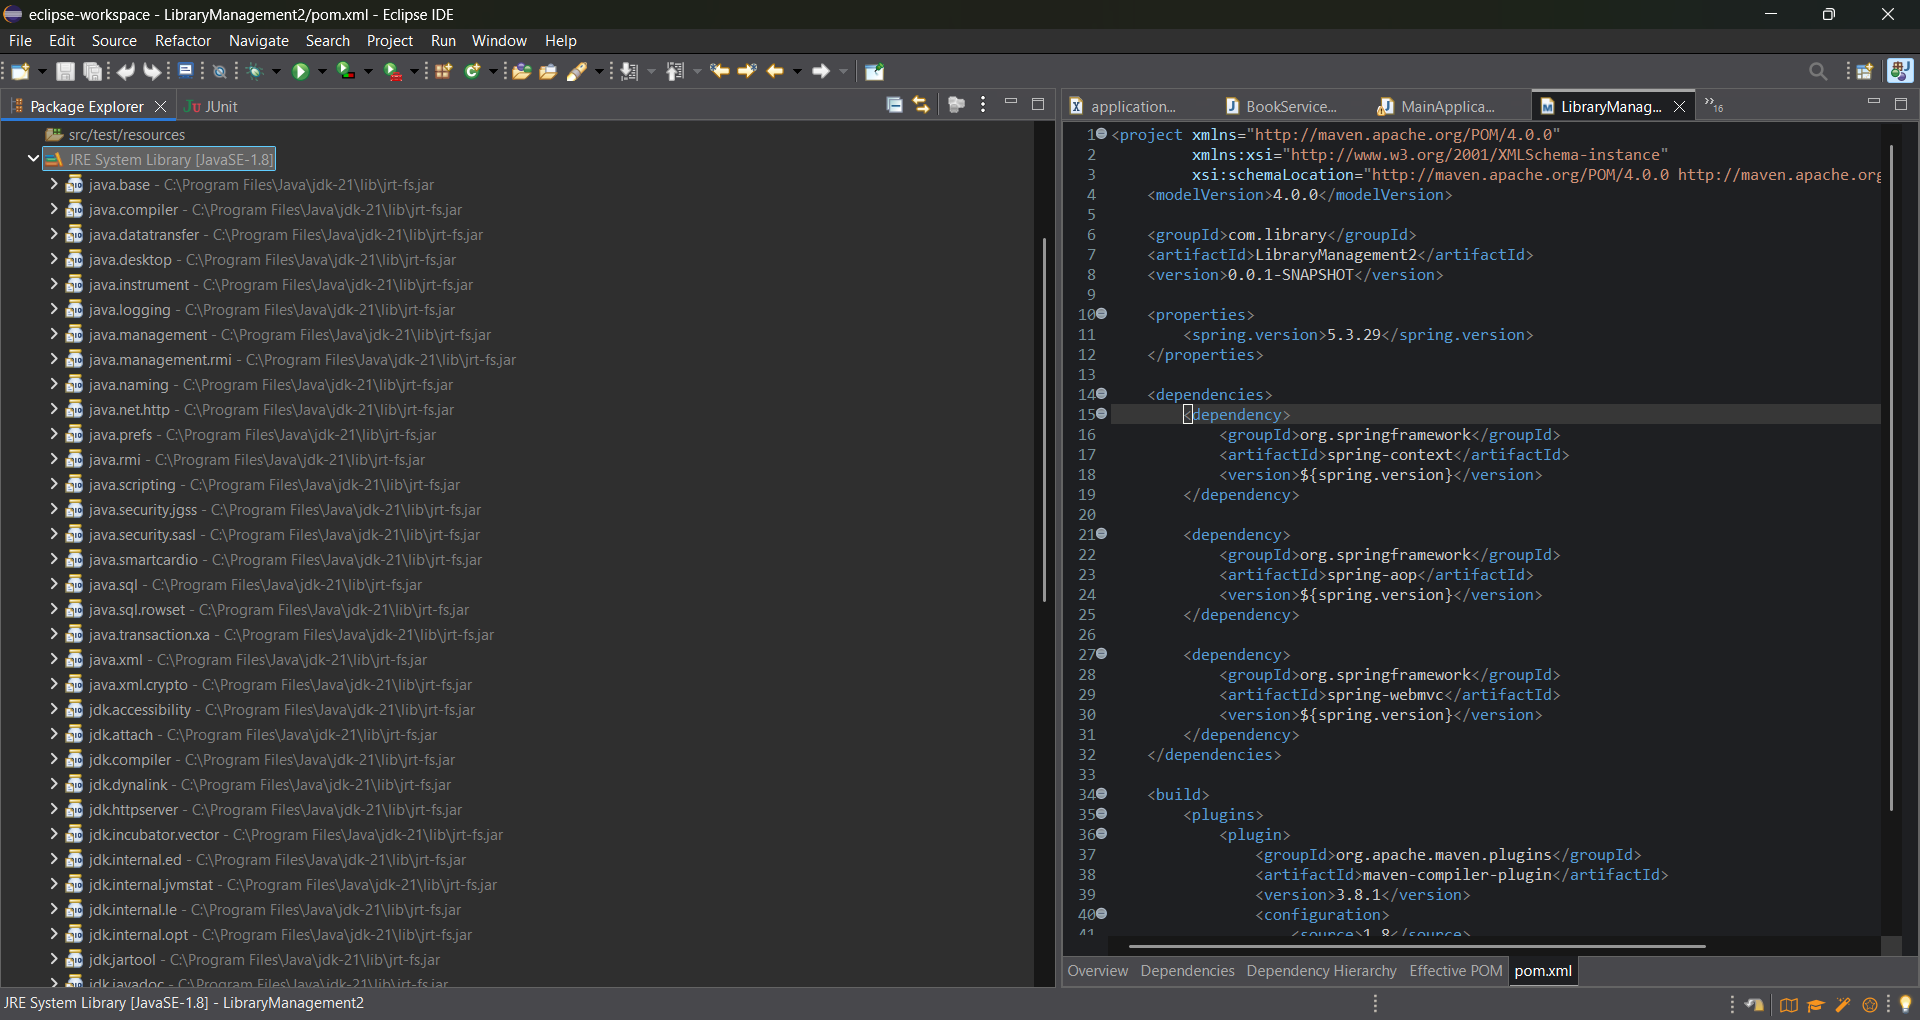 eclipse-workspace - LibraryManagement2/pom.xml - Eclipse IDE
File Edit Source Refactor Navigate Search Project Run Window Help
Package Explorer
JUnit
src/test/resources
JRE System Library [JavaSE-1.8]
java.base - C:\Program Files\Java\jdk-21\lib\jrt-fs.jar
java.compiler - C:\Program Files\Java\jdk-21\lib\jrt-fs.jar
java.datatransfer - C:\Program Files\Java\jdk-21\lib\jrt-fs.jar
java.desktop - C:\Program Files\Java\jdk-21\lib\jrt-fs.jar
java.instrument - C:\Program Files\Java\jdk-21\lib\jrt-fs.jar
java.logging - C:\Program Files\Java\jdk-21\lib\jrt-fs.jar
java.management - C:\Program Files\Java\jdk-21\lib\jrt-fs.jar
java.management.rmi - C:\Program Files\Java\jdk-21\lib\jrt-fs.jar
java.naming - C:\Program Files\Java\jdk-21\lib\jrt-fs.jar
java.net.http - C:\Program Files\Java\jdk-21\lib\jrt-fs.jar
java.prefs - C:\Program Files\Java\jdk-21\lib\jrt-fs.jar
java.rmi - C:\Program Files\Java\jdk-21\lib\jrt-fs.jar
java.scripting - C:\Program Files\Java\jdk-21\lib\jrt-fs.jar
java.security.jgss - C:\Program Files\Java\jdk-21\lib\jrt-fs.jar
java.security.sasl - C:\Program Files\Java\jdk-21\lib\jrt-fs.jar
java.smartcardio - C:\Program Files\Java\jdk-21\lib\jrt-fs.jar
java.sql - C:\Program Files\Java\jdk-21\lib\jrt-fs.jar
java.sql.rowset - C:\Program Files\Java\jdk-21\lib\jrt-fs.jar
java.transaction.xa - C:\Program Files\Java\jdk-21\lib\jrt-fs.jar
java.xml - C:\Program Files\Java\jdk-21\lib\jrt-fs.jar
java.xml.crypto - C:\Program Files\Java\jdk-21\lib\jrt-fs.jar
jdk.accessibility - C:\Program Files\Java\jdk-21\lib\jrt-fs.jar
jdk.attach - C:\Program Files\Java\jdk-21\lib\jrt-fs.jar
jdk.compiler - C:\Program Files\Java\jdk-21\lib\jrt-fs.jar
jdk.dynalink - C:\Program Files\Java\jdk-21\lib\jrt-fs.jar
jdk.httpserver - C:\Program Files\Java\jdk-21\lib\jrt-fs.jar
jdk.incubator.vector - C:\Program Files\Java\jdk-21\lib\jrt-fs.jar
jdk.internal.ed - C:\Program Files\Java\jdk-21\lib\jrt-fs.jar
jdk.internal.jvmstat - C:\Program Files\Java\jdk-21\lib\jrt-fs.jar
jdk.internal.le - C:\Program Files\Java\jdk-21\lib\jrt-fs.jar
jdk.internal.opt - C:\Program Files\Java\jdk-21\lib\jrt-fs.jar
jdk.jartool - C:\Program Files\Java\jdk-21\lib\jrt-fs.jar
jdk.javadoc - C:\Program Files\Java\jdk-21\lib\jrt-fs.jar
application... BookService... MainApplica... LibraryManag... 16
1 <project xmlns="http://maven.apache.org/POM/4.0.0"
2 xmlns:xsi="http://www.w3.org/2001/XMLSchema-instance"
3 xsi:schemaLocation="http://maven.apache.org/POM/4.0.0 http://maven.apache.org
4 <modelVersion>4.0.0</modelVersion>
5
6 <groupId>com.library</groupId>
7 <artifactId>LibraryManagement2</artifactId>
8 <version>0.0.1-SNAPSHOT</version>
9
10 <properties>
11 <spring.version>5.3.29</spring.version>
12 </properties>
13
14 <dependencies>
15 <dependency>
16 <groupId>org.springframework</groupId>
17 <artifactId>spring-context</artifactId>
18 <version>${spring.version}</version>
19 </dependency>
20
21 <dependency>
22 <groupId>org.springframework</groupId>
23 <artifactId>spring-aop</artifactId>
24 <version>${spring.version}</version>
25 </dependency>
26
27 <dependency>
28 <groupId>org.springframework</groupId>
29 <artifactId>spring-webmvc</artifactId>
30 <version>${spring.version}</version>
31 </dependency>
32 </dependencies>
33
34 <build>
35 <plugins>
36 <plugin>
37 <groupId>org.apache.maven.plugins</groupId>
38 <artifactId>maven-compiler-plugin</artifactId>
39 <version>3.8.1</version>
40 <configuration>
41 <source>1.8</source>
Overview Dependencies Dependency Hierarchy Effective POM pom.xml
JRE System Library [JavaSE-1.8] - LibraryManagement2